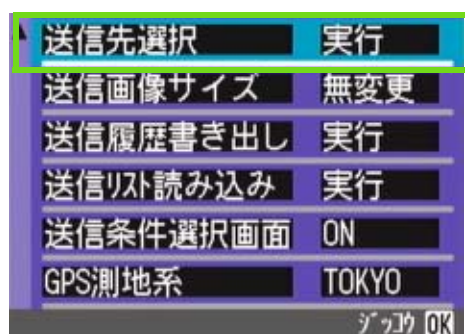 送信先選択 実行
送信画像サイズ 無変更
送信履歴書き出し 実行
送信リスト読み込み 実行
送信条件選択画面 ON
GPS測地系 TOKYO
ジッコウ OK